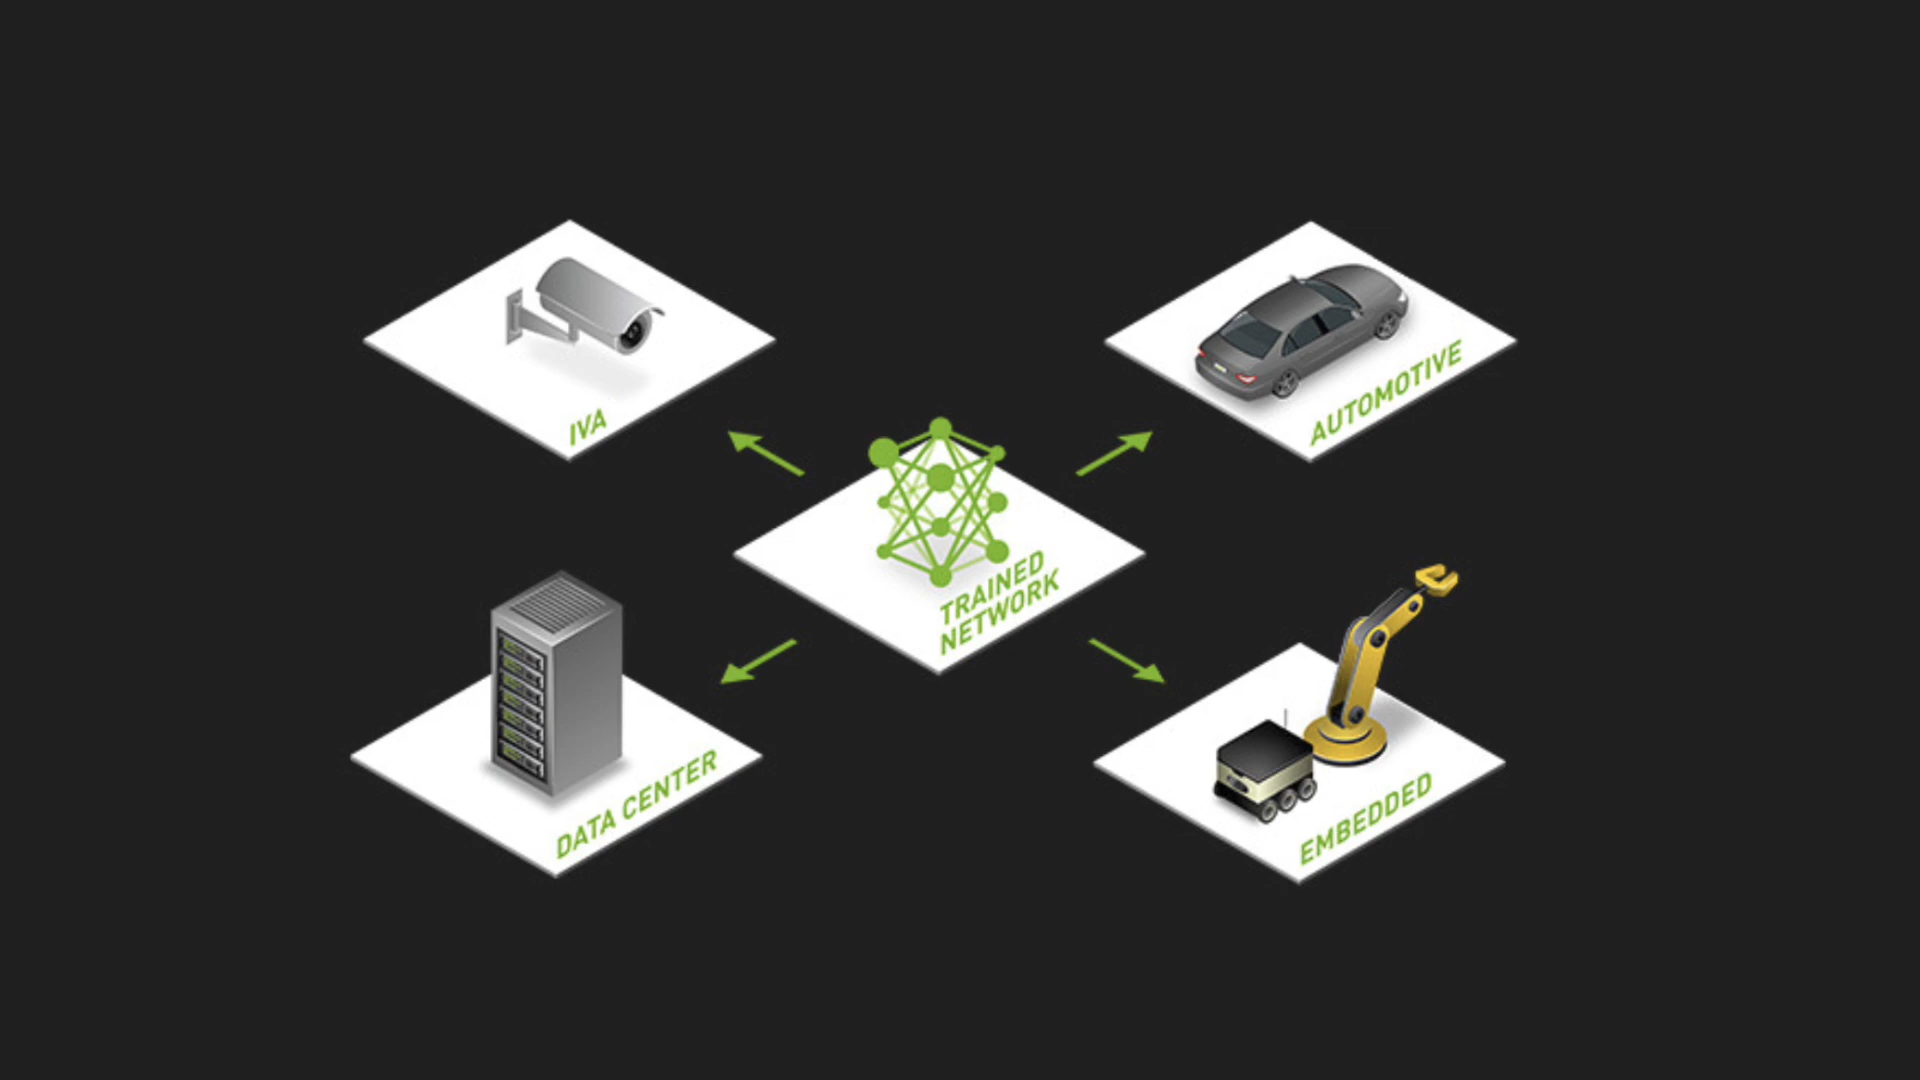 IVA
AUTOMOTIVE
TRAINED
NETWORK
DATA CENTER
EMBEDDED